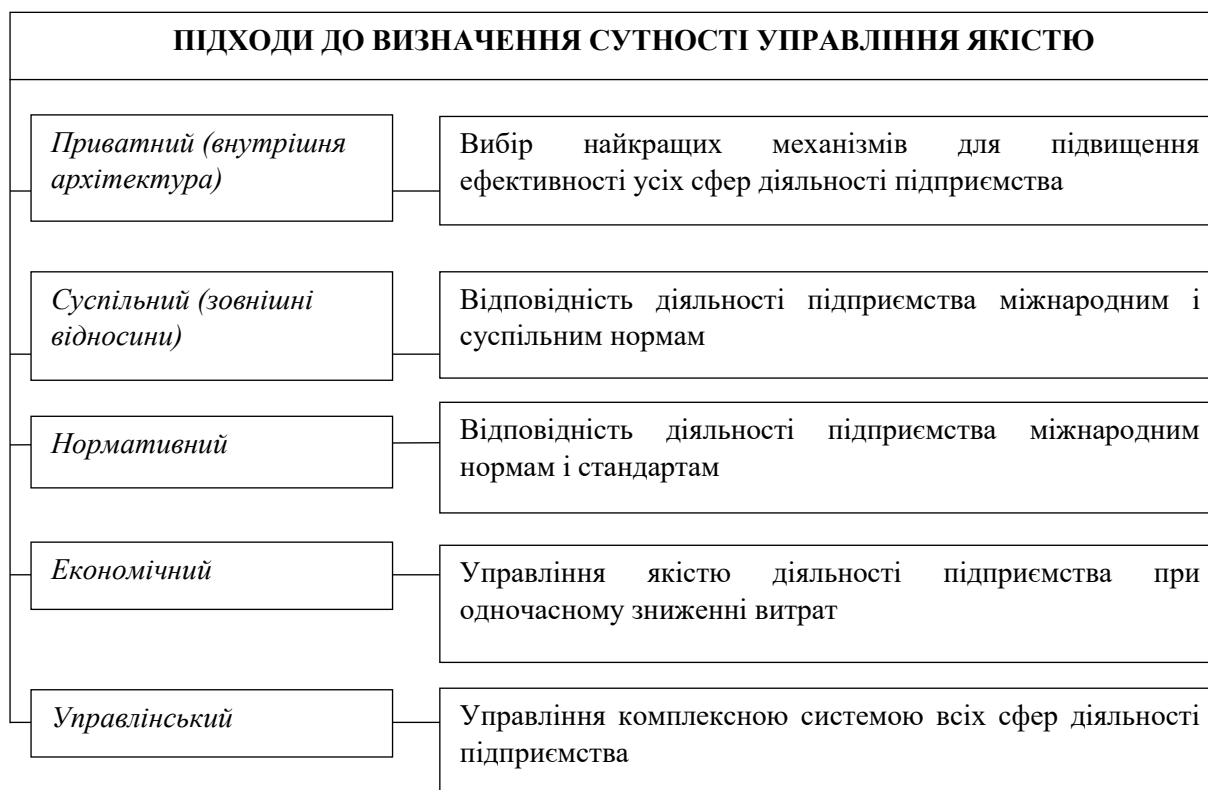 ПІДХОДИ ДО ВИЗНАЧЕННЯ СУТНОСТІ УПРАВЛІННЯ ЯКІСТЮ
Приватний (внутрішня
архітектура)
Вибір найкращих механізмів для підвищення
ефективності усіх сфер діяльності підприємства
Суспільний (зовнішні
відносини)
Відповідність діяльності підприємства міжнародним і
суспільним нормам
Нормативний
Відповідність діяльності підприємства міжнародним
нормам і стандартам
Економічний
Управління якістю діяльності підприємства при
одночасному зниженні витрат
Управлінський
Управління комплексною системою всіх сфер діяльності
підприємства